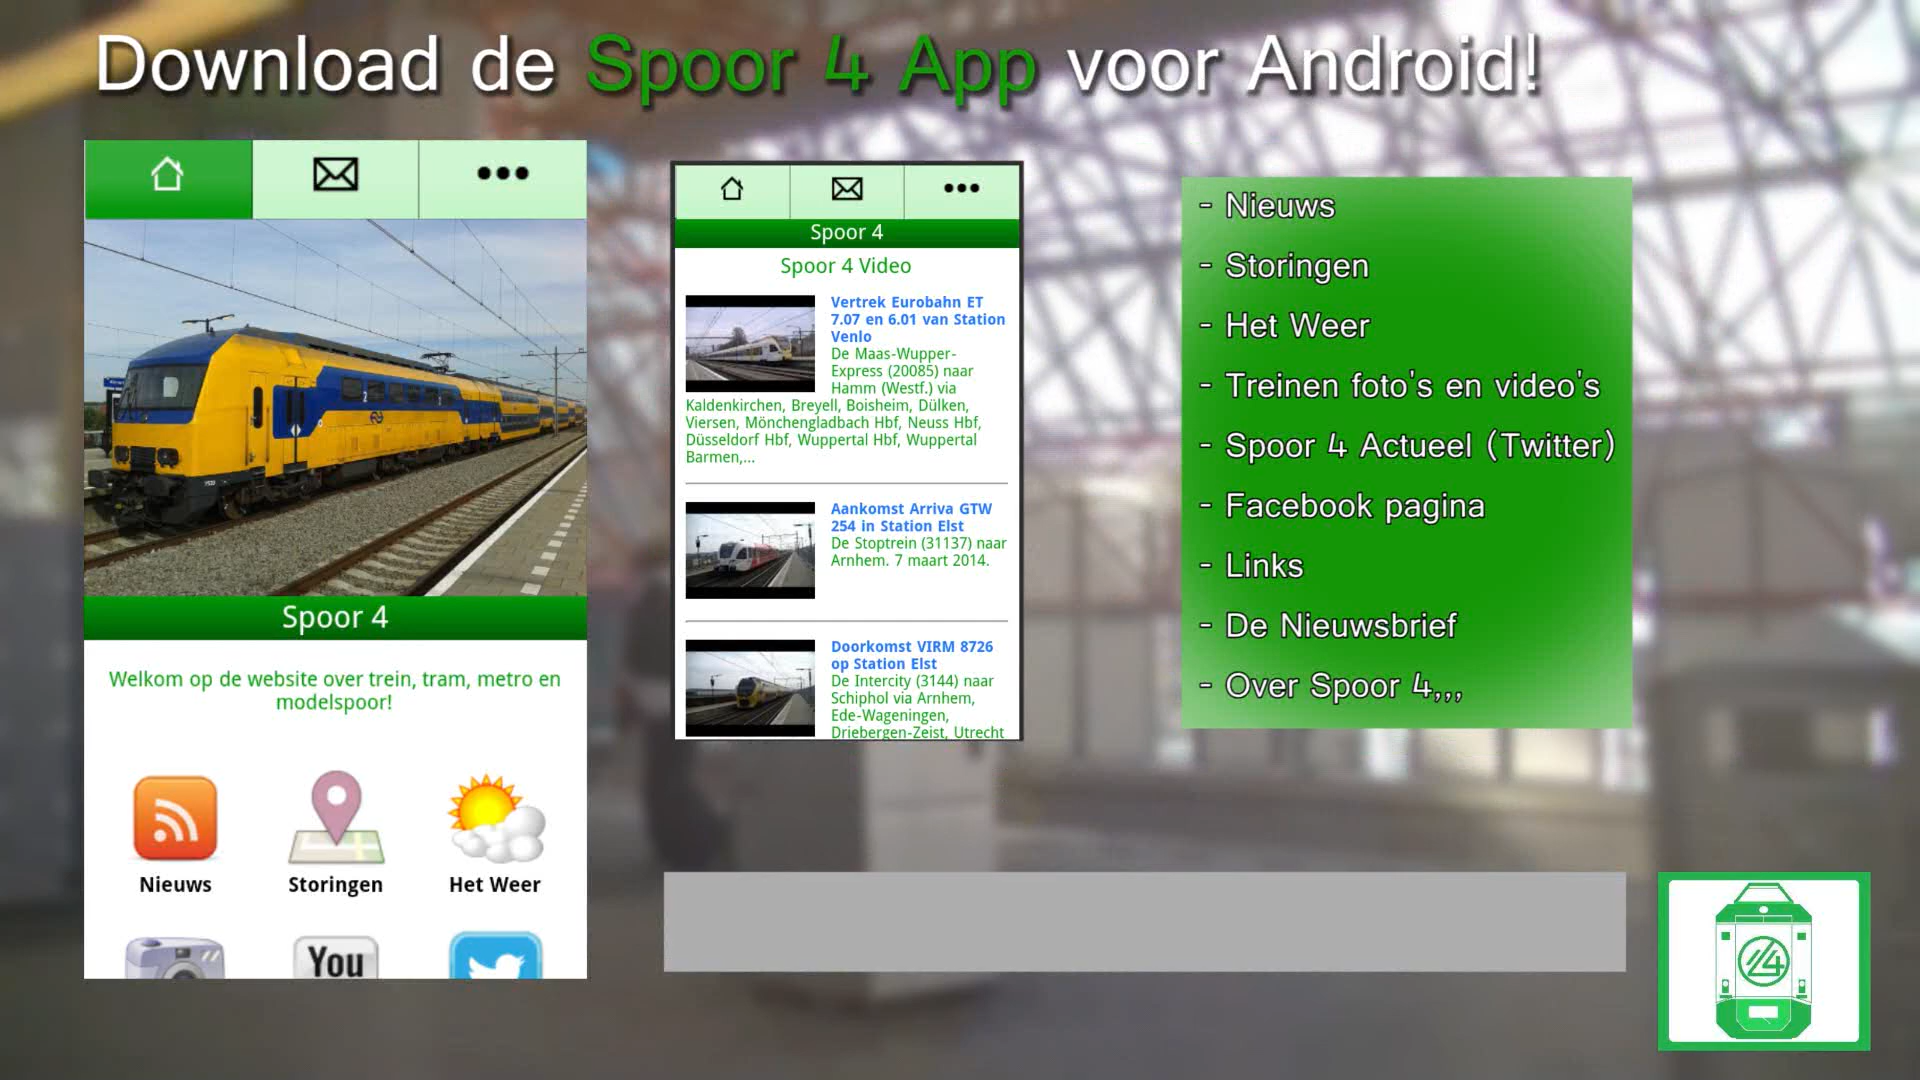 Download de Spoor 4 App voor Android!
Spoor 4
Welkom op de website over trein, tram, metro en
modelspoor!
Nieuws
Storingen
Het Weer
You
Spoor 4
Spoor 4 Video
Vertrek Eurobahn ET
7.07 en 6.01 van Station
Venlo
De Maas-Wupper-
Express (20085) naar
Hamm (Westf.) via
Kaldenkirchen, Breyell, Boisheim, Dülken,
Viersen, Mönchengladbach Hbf, Neuss Hbf,
Düsseldorf Hbf, Wuppertal Hbf, Wuppertal
Barmen,...
Aankomst Arriva GTW
254 in Station Elst
De Stoptrein (31137) naar
Arnhem. 7 maart 2014.
Doorkomst VIRM 8726
op Station Elst
De Intercity (3144) naar
Schiphol via Arnhem,
Ede-Wageningen,
Driebergen-Zeist, Utrecht
- Nieuws
- Storingen
- Het Weer
- Treinen foto's en video's
- Spoor 4 Actueel (Twitter)
- Facebook pagina
- Links
- De Nieuwsbrief
- Over Spoor 4,,,
4